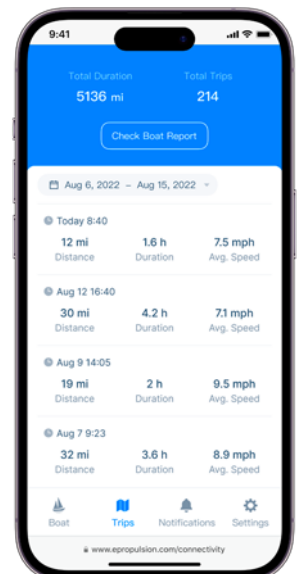 9:41
Total Duration Total Trips
5136 mi 214
Check Boat Report
Aug 6, 2022 – Aug 15, 2022
Today 8:40
12 mi 1.6 h 7.5 mph
Distance Duration Avg. Speed
Aug 12 16:40
30 mi 4.2 h 7.1 mph
Distance Duration Avg. Speed
Aug 9 14:05
19 mi 2 h 9.5 mph
Distance Duration Avg. Speed
Aug 7 9:23
32 mi 3.6 h 8.9 mph
Distance Duration Avg. Speed
Boat Trips Notifications Settings
www.epropulsion.com/connectivity